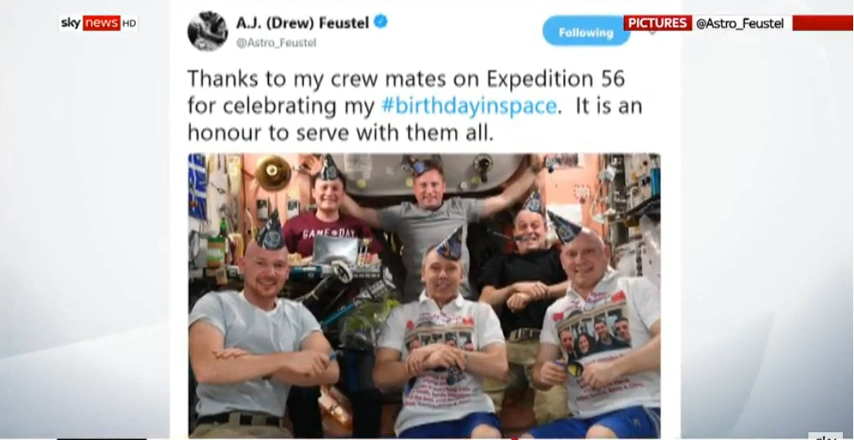 sky news HD
A.J. (Drew) Feustel
@Astro_Feustel
Following
PICTURES @Astro_Feustel
Thanks to my crew mates on Expedition 56
for celebrating my #birthdayinspace. It is an
honour to serve with them all.
GAME DAY
sky